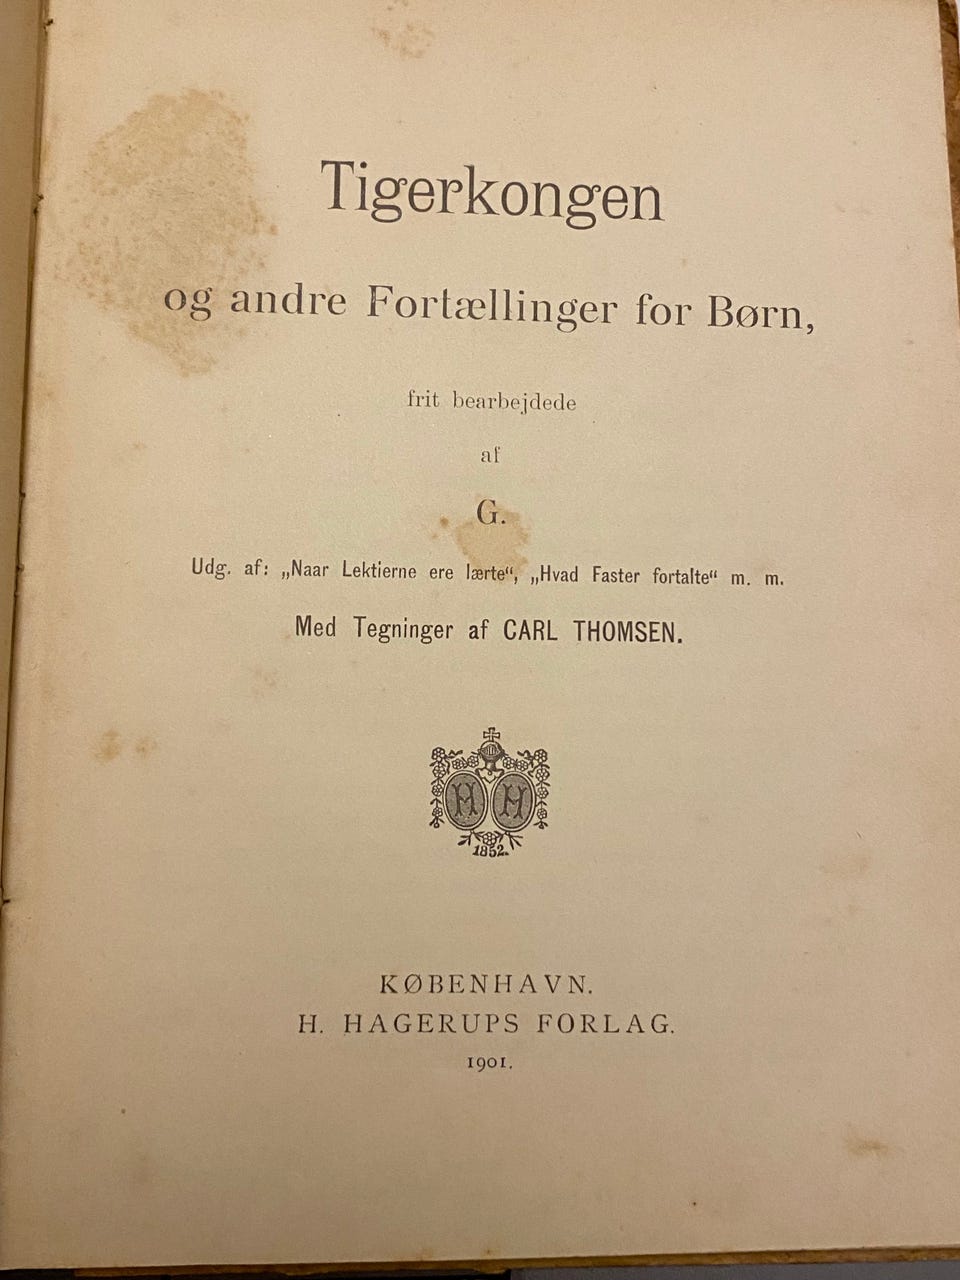 Tigerkongen
og andre Fortællinger for Børn,
frit bearbejdede
af
G.
Udg. af: „Naar Lektierne ere lærte“, „Hvad Faster fortalte“ m. m.
Med Tegninger af CARL THOMSEN.
H H
1852.
KØBENHAVN.
H. HAGERUPS FORLAG.
1901.